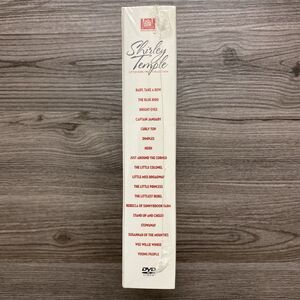 Shirley
Temple
BABY, TAKE A BOW
THE BLUE BIRD
BRIGHT EYES
CAPTAIN JANUARY
CURLY TOP
DIMPLES
HEIDI
JUST AROUND THE CORNER
THE LITTLE COLONEL
LITTLE MISS BROADWAY
THE LITTLE PRINCESS
THE LITTLEST REBEL
REBECCA OF SUNNYBROOK FARM
STAND UP AND CHEER!
STOWAWAY
SUSANNAH OF THE MOUNTIES
WEE WILLIE WINKIE
YOUNG PEOPLE
DVD